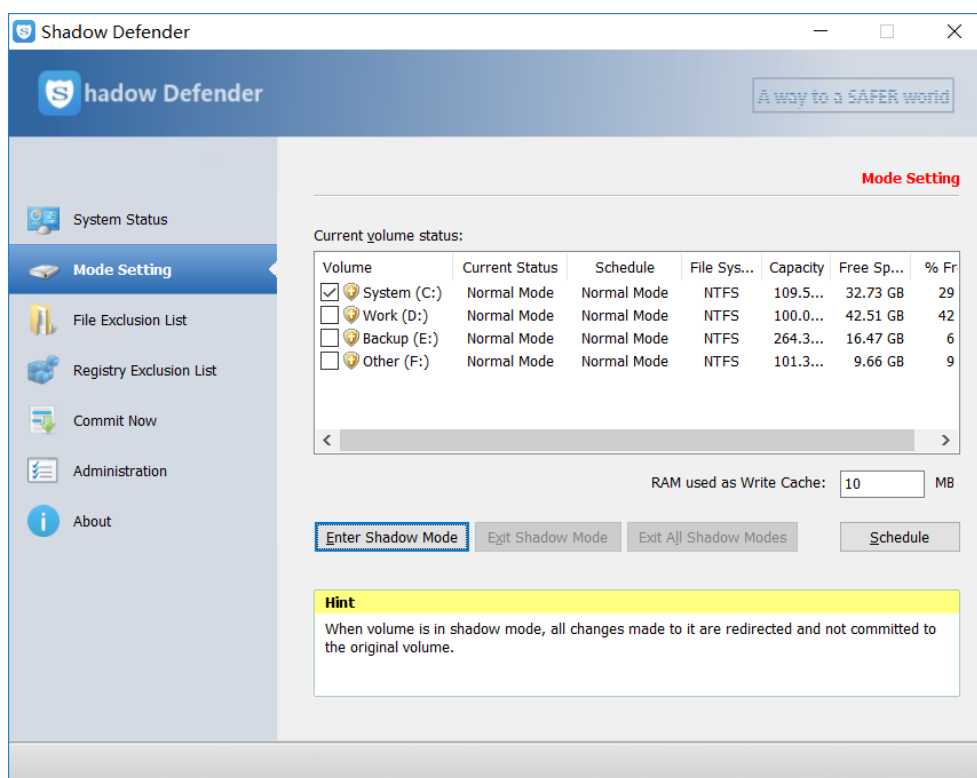 Shadow Defender
S hadow Defender
A way to a SAFER world
Mode Setting
System Status
Mode Setting
File Exclusion List
Registry Exclusion List
Commit Now
Administration
About
Current volume status:
Volume Current Status Schedule File Sys... Capacity Free Sp... % Fr
System (C:) Normal Mode Normal Mode NTFS 109.5... 32.73 GB 29
Work (D:) Normal Mode Normal Mode NTFS 100.0... 42.51 GB 42
Backup (E:) Normal Mode Normal Mode NTFS 264.3... 16.47 GB 6
Other (F:) Normal Mode Normal Mode NTFS 101.3... 9.66 GB 9
RAM used as Write Cache: 10 MB
Enter Shadow Mode Exit Shadow Mode Exit All Shadow Modes Schedule
Hint
When volume is in shadow mode, all changes made to it are redirected and not committed to
the original volume.